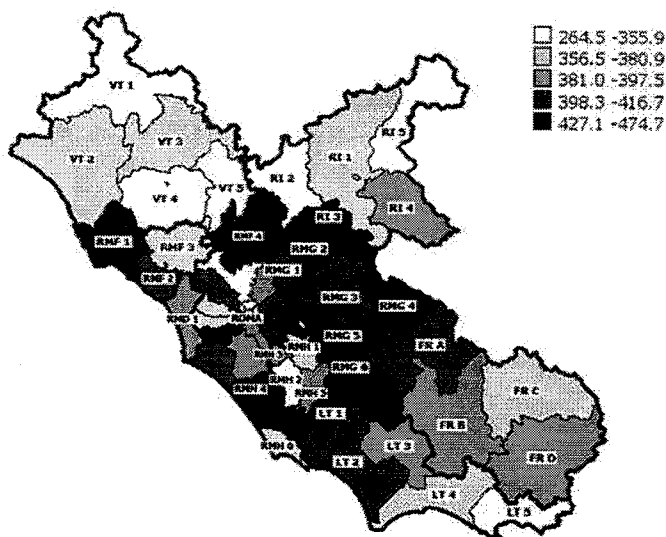 264.5 -355.9
356.5 -380.9
381.0 -397.5
398.3 -416.7
427.1 -474.7
VT 1
VT 3
VT 2
RI 5
RI 1
RI 2
VT 5
VT 4
RI 4
RI 3
RMF 1
RMF 4
RMF 3
RMG 2
RMF 2
RMG 1
RMG 3
RMG 4
RMD 1
ROMA
RMG 5
RMH 1
FR A
RMH 3
RMG 6
RMH 2
RMH 4
RMH 5
FR C
LT 1
FR B
RMH 6
LT 3
LT 2
FR D
LT 4
LT 5